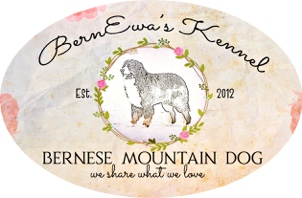 BernEwa's Kennel
Est. 2012
BERNESE MOUNTAIN DOG
we share what we love